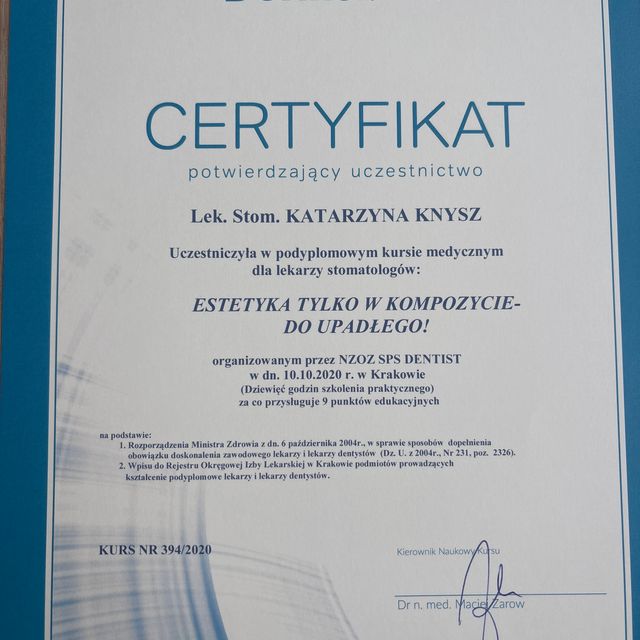 CERTYFIKAT
potwierdzający uczestnictwo
Lek. Stom. KATARZYNA KNYSZ
Uczestniczyła w podyplomowym kursie medycznym
dla lekarzy stomatologów:
ESTETYKA TYLKO W KOMPOZYCIE-
DO UPADŁEGO!
organizowanym przez NZOZ SPS DENTIST
w dn. 10.10.2020 r. w Krakowie
(Dziewięć godzin szkolenia praktycznego)
za co przysługuje 9 punktów edukacyjnych
na podstawie:
1. Rozporządzenia Ministra Zdrowia z dn. 6 października 2004r., w sprawie sposobów dopełnienia
obowiązku doskonalenia zawodowego lekarzy i lekarzy dentystów (Dz. U. z 2004r., Nr 231, poz. 2326).
2. Wpisu do Rejestru Okręgowej Izby Lekarskiej w Krakowie podmiotów prowadzących
kształcenie podyplomowe lekarzy i lekarzy dentystów.
KURS NR 394/2020
Kierownik Naukowy Kursu
Dr n. med. Maciej Żarow